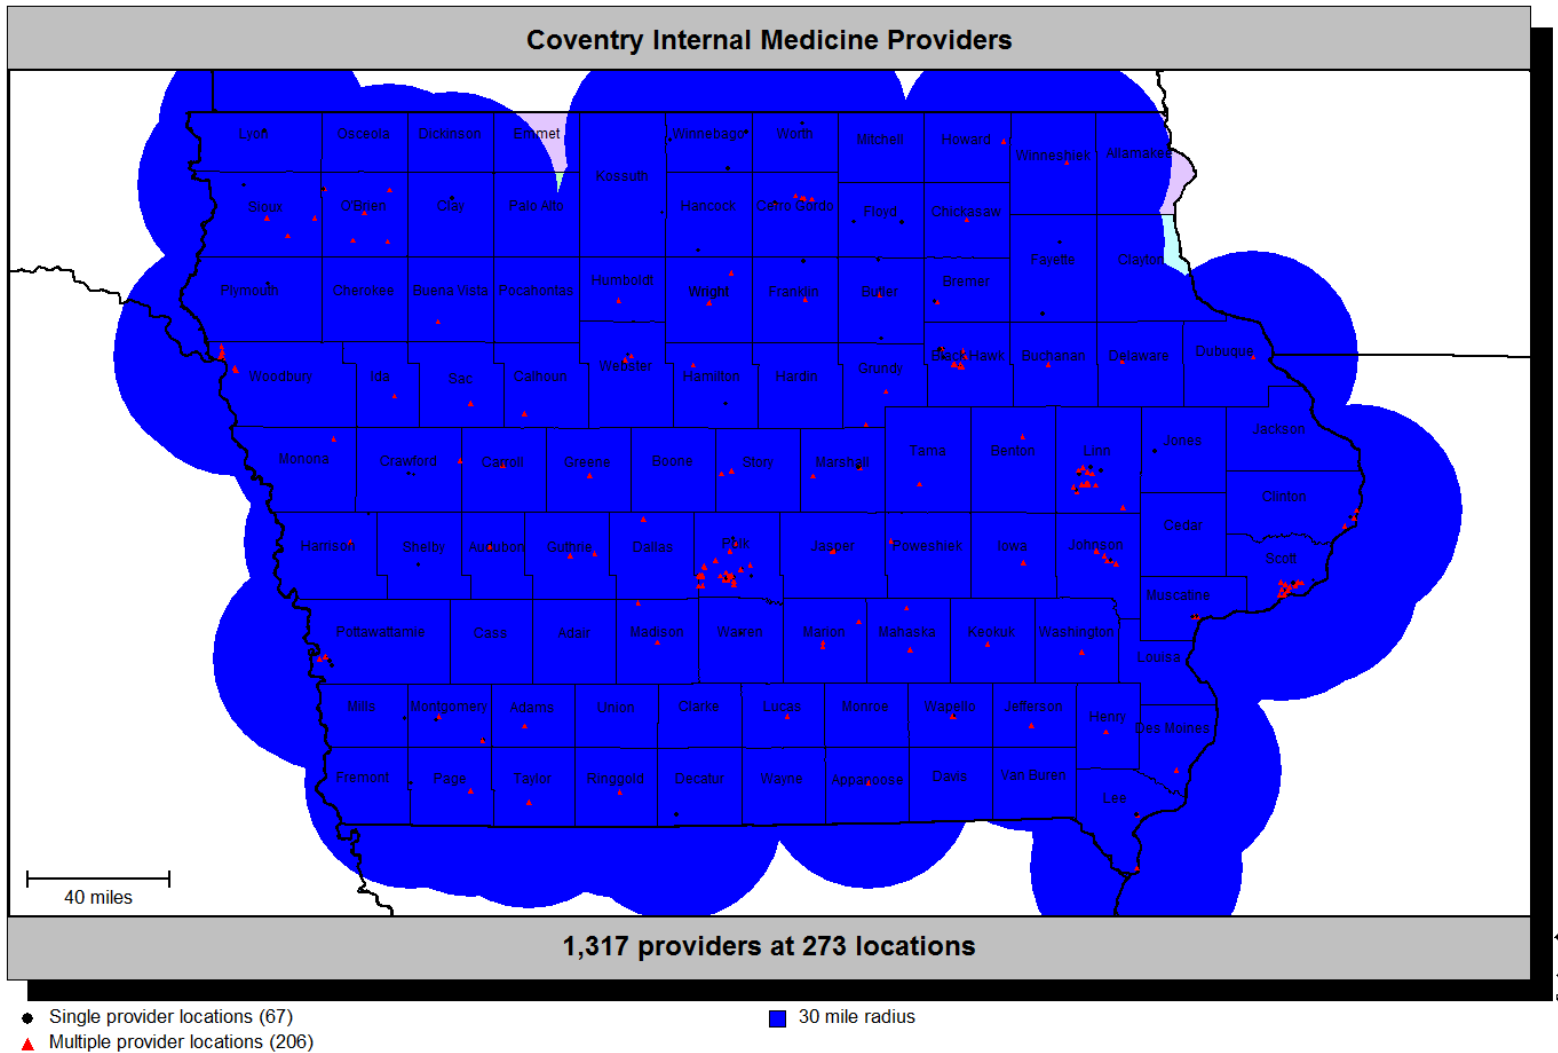 Coventry Internal Medicine Providers
Lyon Osceola Dickinson Emmet Winnebago Worth Mitchell Howard Winneshiek Allamakee
Kossuth
Sioux O'Brien Clay Palo Alto Hancock Cerro Gordo Floyd Chickasaw
Fayette Clayton
Plymouth Cherokee Buena Vista Pocahontas Humboldt Wright Franklin Butler Bremer
Woodbury Ida Sac Calhoun Webster Hamilton Hardin Grundy Black Hawk Buchanan Delaware Dubuque
Monona Crawford Carroll Greene Boone Story Marshall Tama Benton Linn Jones Jackson
Clinton
Harrison Shelby Audubon Guthrie Dallas Polk Jasper Poweshiek Iowa Johnson Cedar Scott
Muscatine
Pottawattamie Cass Adair Madison Warren Marion Mahaska Keokuk Washington Louisa
Mills Montgomery Adams Union Clarke Lucas Monroe Wapello Jefferson Henry Des Moines
Fremont Page Taylor Ringgold Decatur Wayne Appanoose Davis Van Buren Lee
40 miles
1,317 providers at 273 locations
Single provider locations (67)
30 mile radius
Multiple provider locations (206)